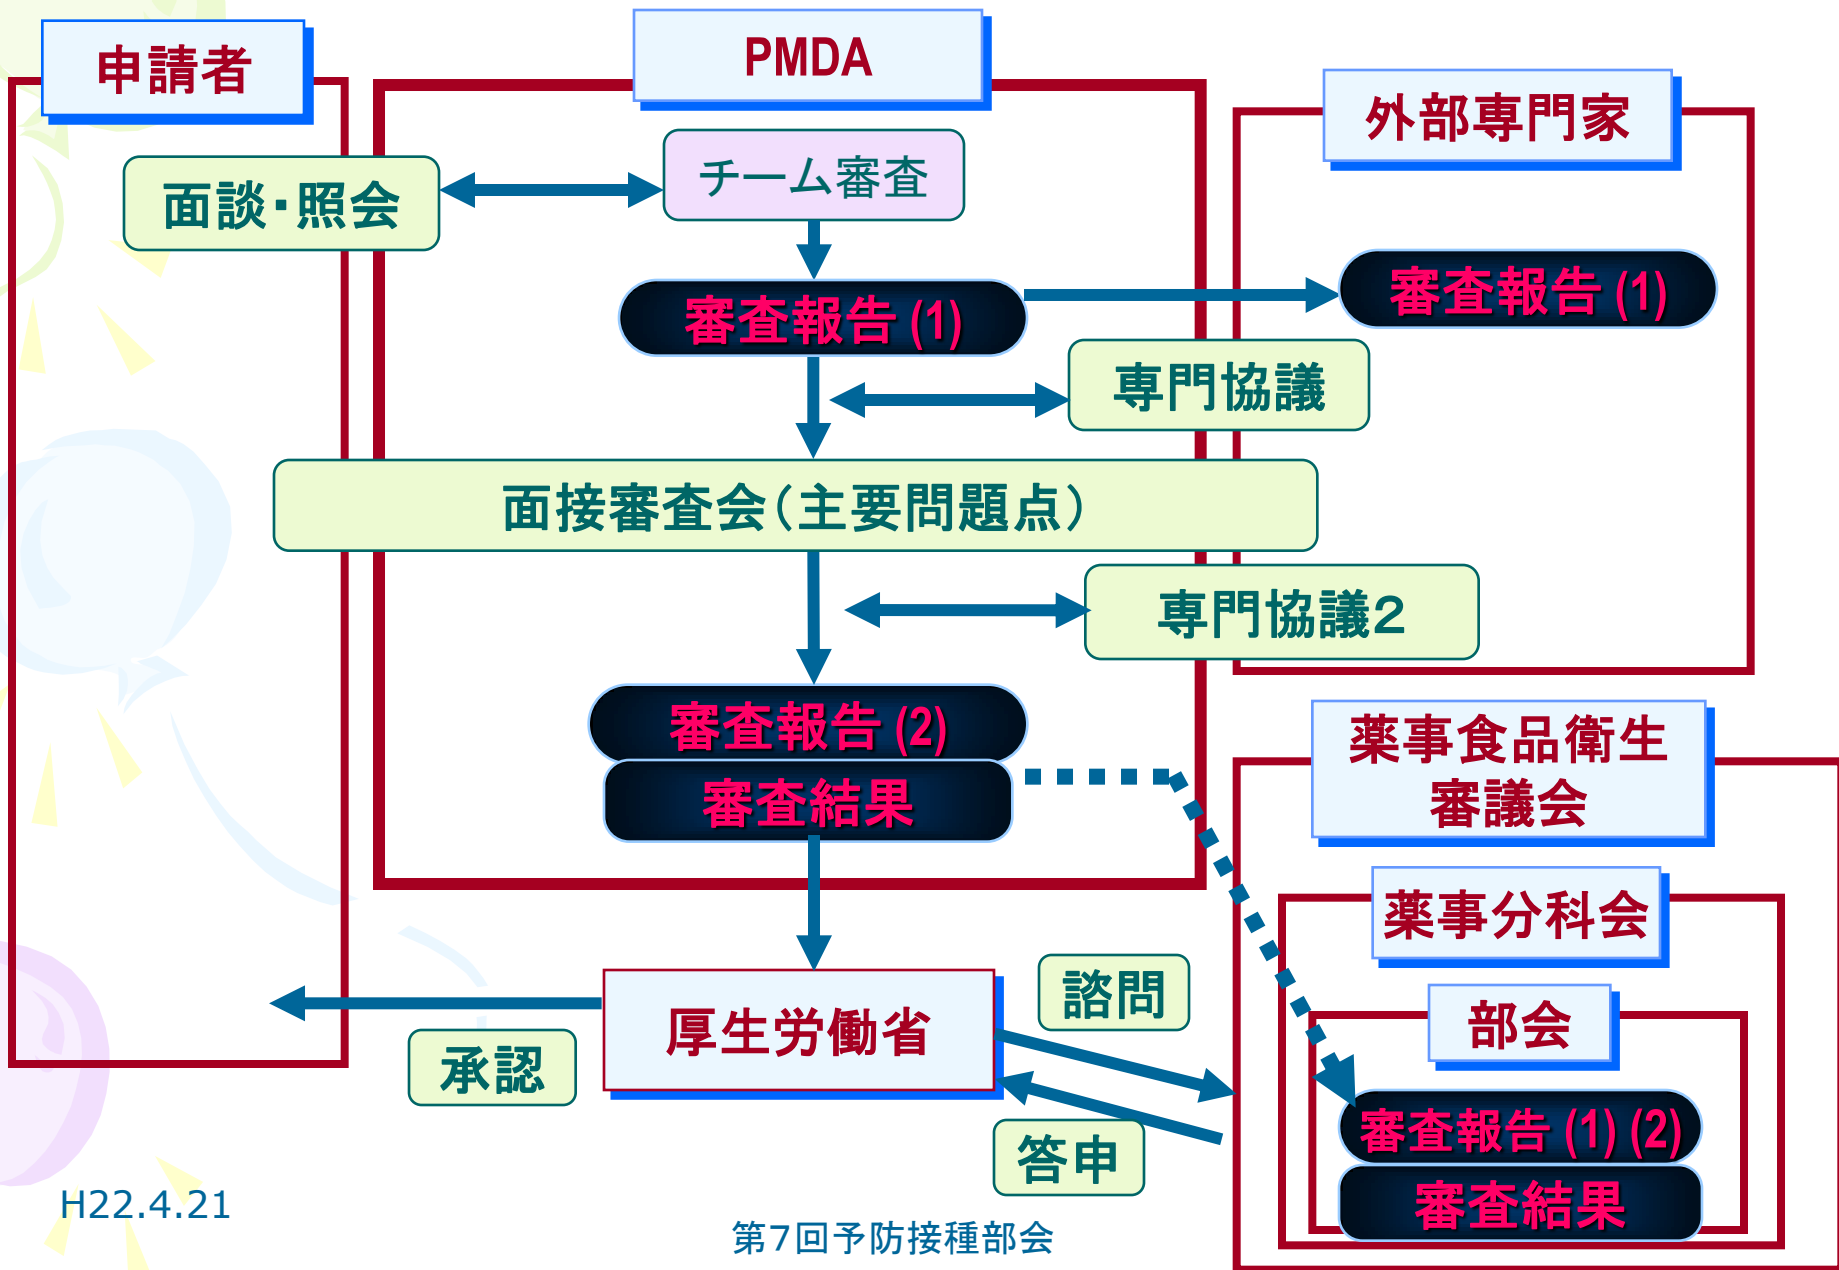 申請者
PMDA
外部専門家
面談・照会
チーム審査
審査報告(1)
審査報告(1)
専門協議
面接審査会(主要問題点)
専門協議２
審査報告(2)
審査結果
薬事食品衛生
審議会
薬事分科会
部会
審査報告(1)(2)
審査結果
厚生労働省
諮問
答申
承認
H22.4.21
第7回予防接種部会